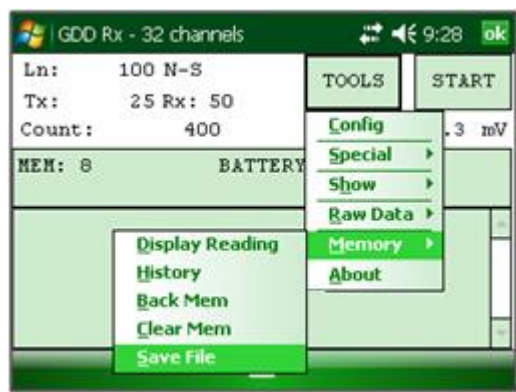 GDD Rx - 32 channels 9:28 ok
Ln: 100 N-S
TOOLS START
Tx: 25 Rx: 50
Count: 400 .3 mV
MEM: 8 BATTERY
Config
Special
Show
Raw Data
Memory
About
Display Reading
History
Back Mem
Clear Mem
Save File